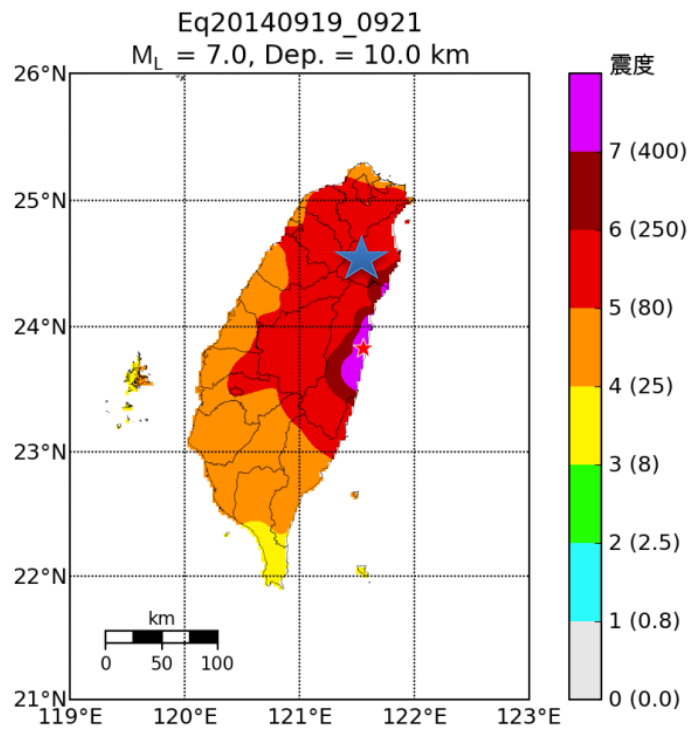 Eq20140919_0921
M_L = 7.0, Dep. = 10.0 km
震度
26°N
25°N
24°N
23°N
22°N
21°N
119°E
120°E
121°E
122°E
123°E
km
0
50
100
7 (400)
6 (250)
5 (80)
4 (25)
3 (8)
2 (2.5)
1 (0.8)
0 (0.0)